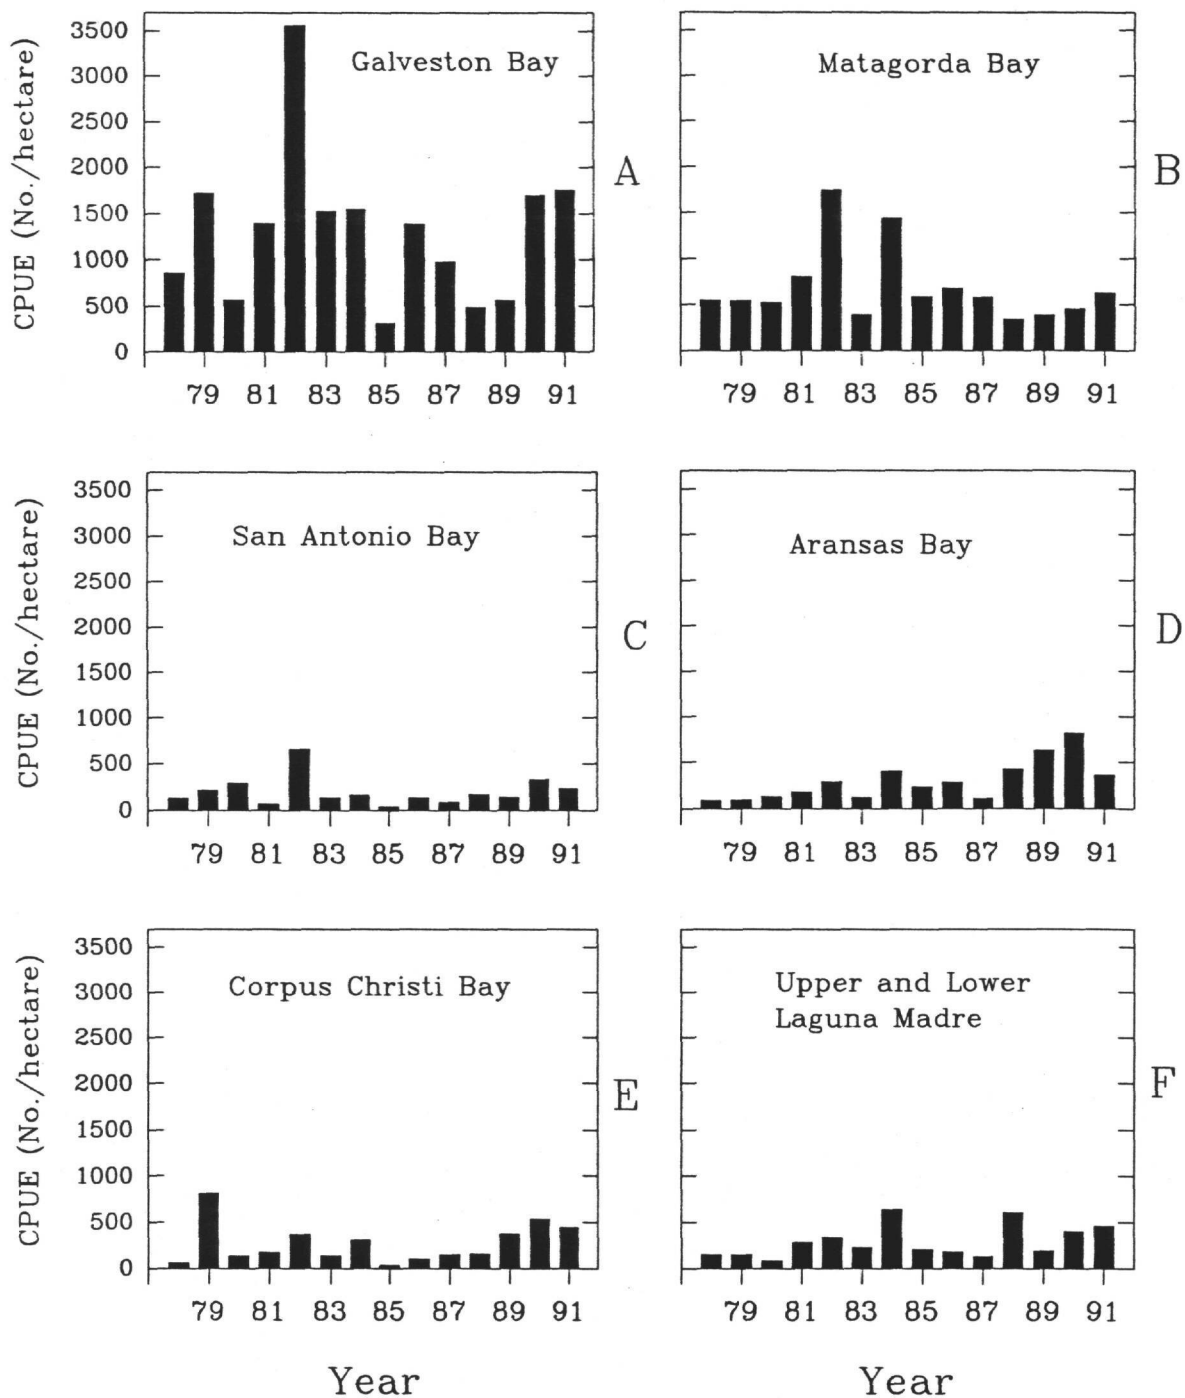 CPUE (No./hectare)
3500
3000
2500
2000
1500
1000
500
0
Galveston Bay
79 81 83 85 87 89 91
A
Matagorda Bay
79 81 83 85 87 89 91
B
CPUE (No./hectare)
3500
3000
2500
2000
1500
1000
500
0
San Antonio Bay
79 81 83 85 87 89 91
C
Aransas Bay
79 81 83 85 87 89 91
D
CPUE (No./hectare)
3500
3000
2500
2000
1500
1000
500
0
Corpus Christi Bay
79 81 83 85 87 89 91
E
Year
Upper and Lower
Laguna Madre
79 81 83 85 87 89 91
F
Year